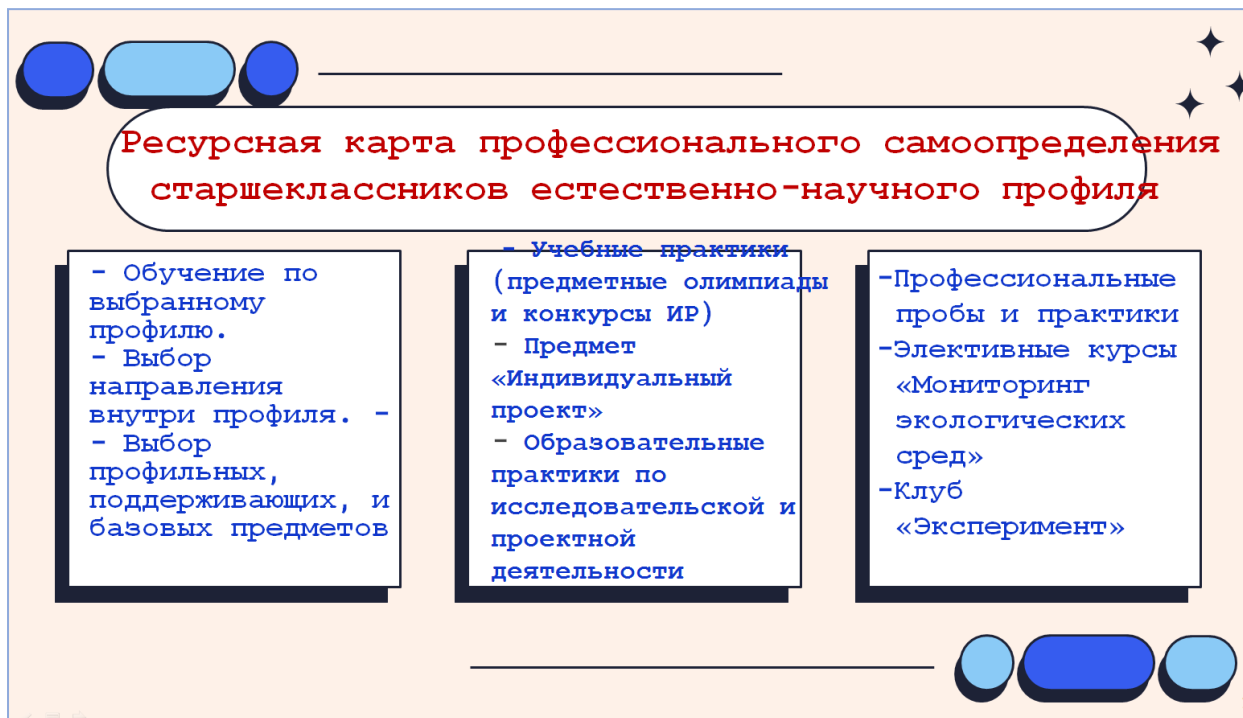 Ресурсная карта профессионального самоопределения
старшеклассников естественно-научного профиля
- Обучение по
выбранному
профилю.
- Выбор
направления
внутри профиля. -
- Выбор
профильных,
поддерживающих, и
базовых предметов
- Учебные практики
(предметные олимпиады
и конкурсы ИР)
- Предмет
«Индивидуальный
проект»
- Образовательные
практики по
исследовательской и
проектной
деятельности
-Профессиональные
пробы и практики
-Элективные курсы
«Мониторинг
экологических
сред»
-Клуб
«Эксперимент»